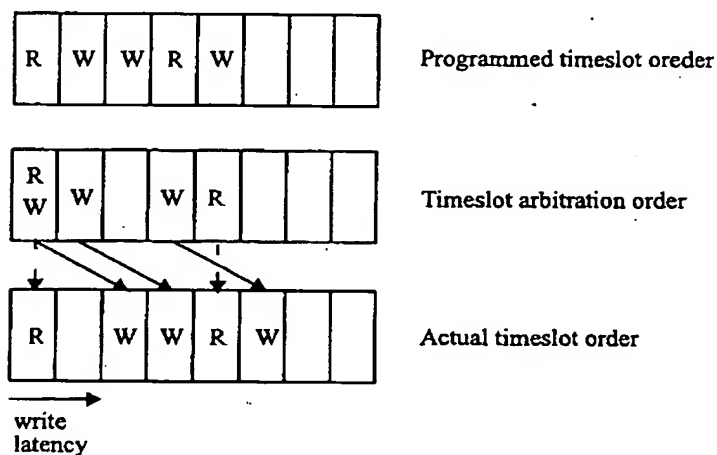 R W W R W Programmed timeslot oreder
R W W W R Timeslot arbitration order
R W W R W Actual timeslot order
write
latency